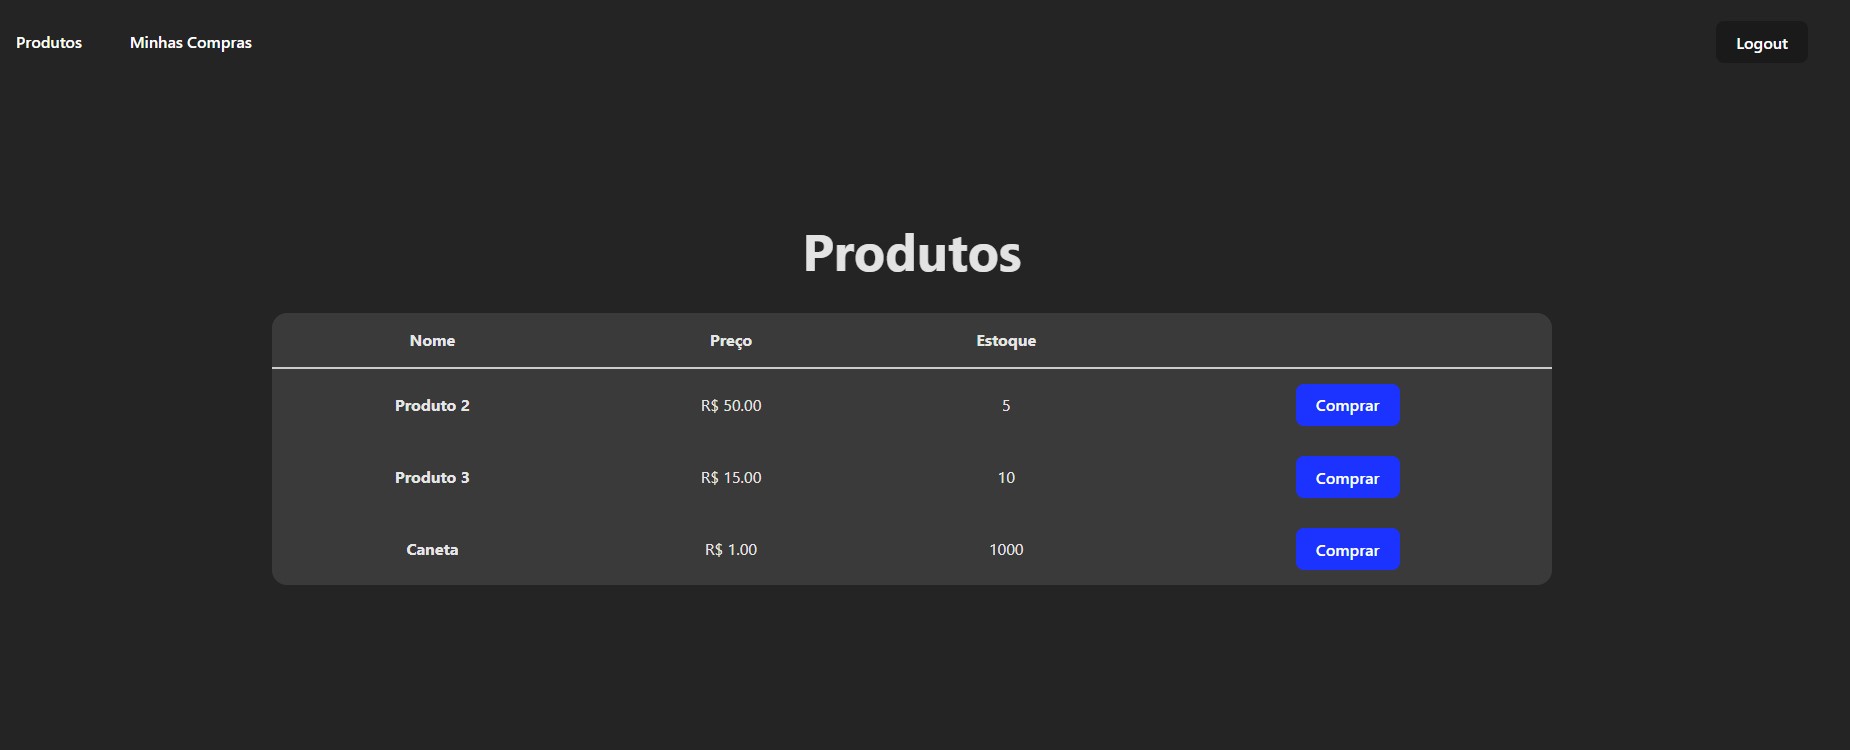 Produtos Minhas Compras Logout
Produtos
Nome Preço Estoque
Produto 2 R$ 50.00 5 Comprar
Produto 3 R$ 15.00 10 Comprar
Caneta R$ 1.00 1000 Comprar